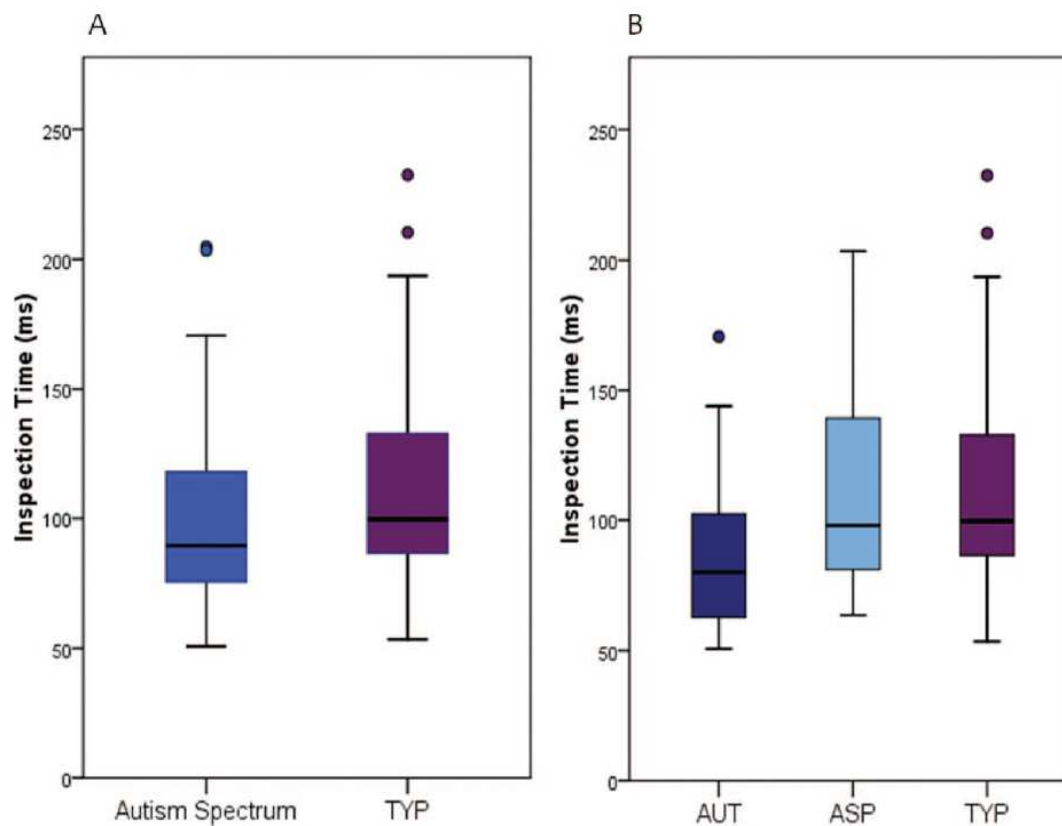 A
Inspection Time (ms)
250
200
150
100
50
0
Autism Spectrum
TYP
B
Inspection Time (ms)
250
200
150
100
50
0
AUT
ASP
TYP